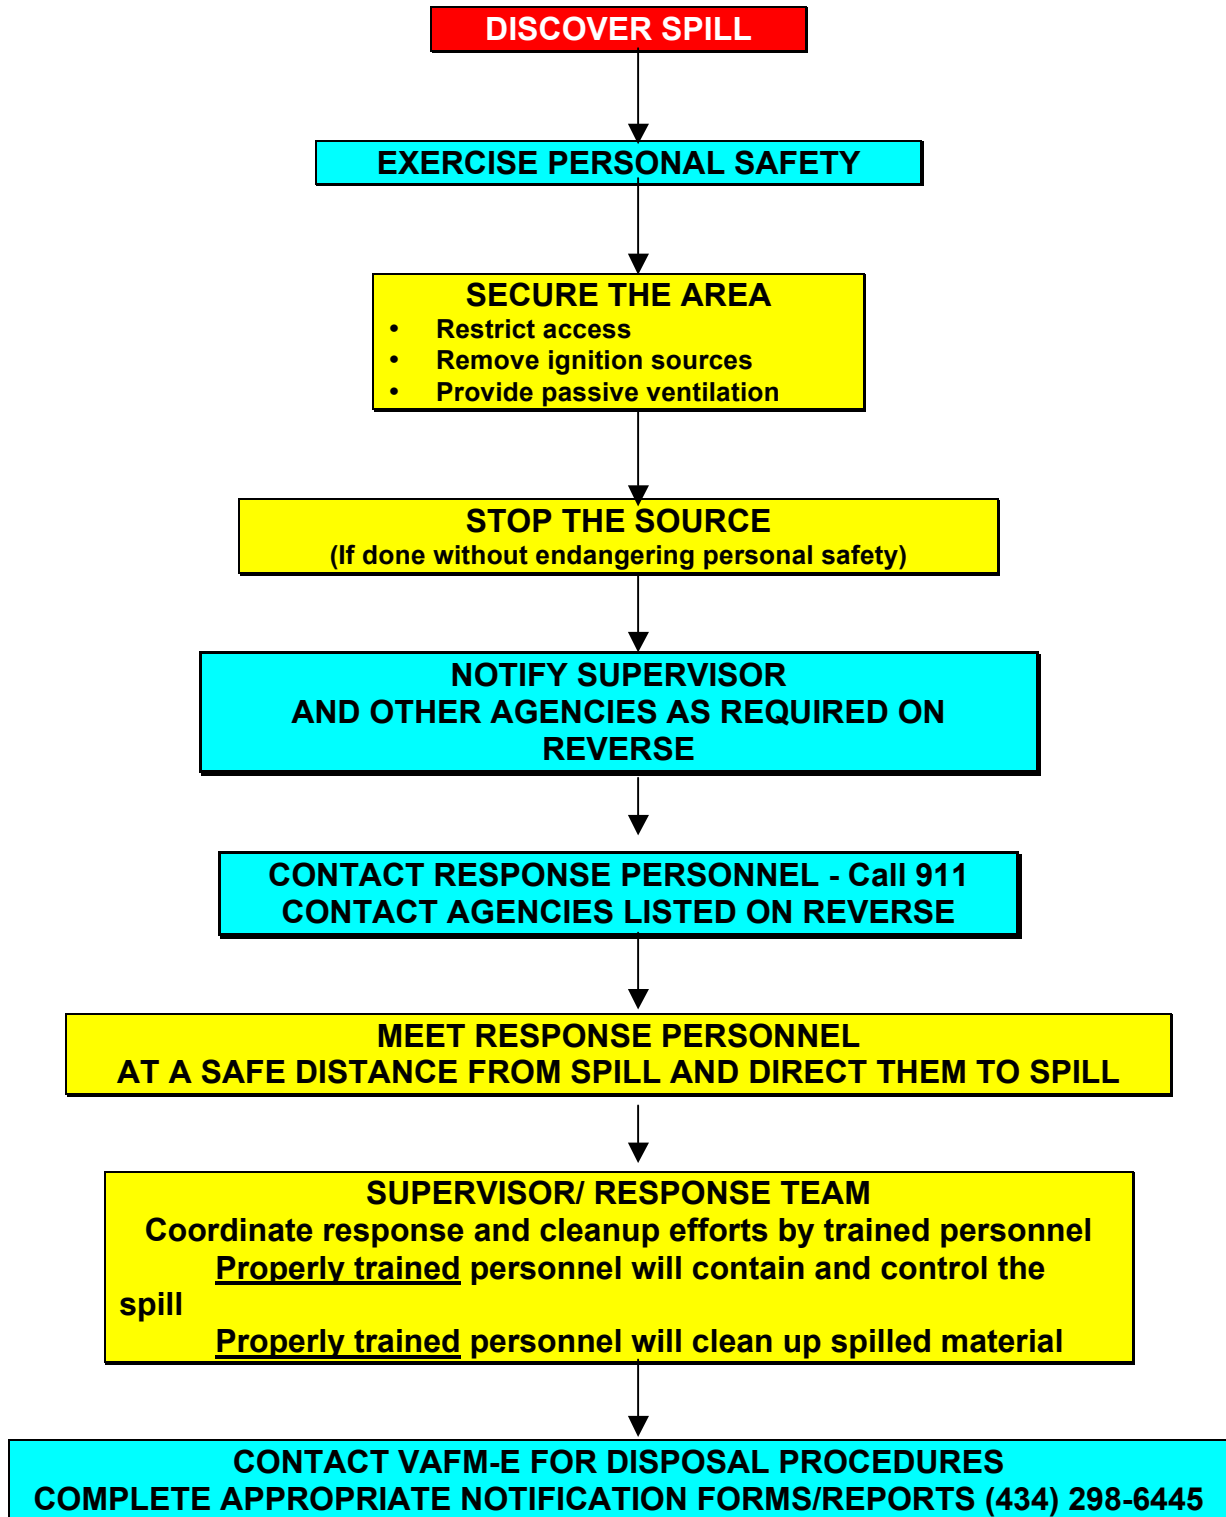 DISCOVER SPILL
EXERCISE PERSONAL SAFETY
SECURE THE AREA
• Restrict access
• Remove ignition sources
• Provide passive ventilation
STOP THE SOURCE
(If done without endangering personal safety)
NOTIFY SUPERVISOR
AND OTHER AGENCIES AS REQUIRED ON
REVERSE
CONTACT RESPONSE PERSONNEL - Call 911
CONTACT AGENCIES LISTED ON REVERSE
MEET RESPONSE PERSONNEL
AT A SAFE DISTANCE FROM SPILL AND DIRECT THEM TO SPILL
SUPERVISOR/ RESPONSE TEAM
Coordinate response and cleanup efforts by trained personnel
Properly trained personnel will contain and control the
spill
Properly trained personnel will clean up spilled material
CONTACT VAFM-E FOR DISPOSAL PROCEDURES
COMPLETE APPROPRIATE NOTIFICATION FORMS/REPORTS (434) 298-6445